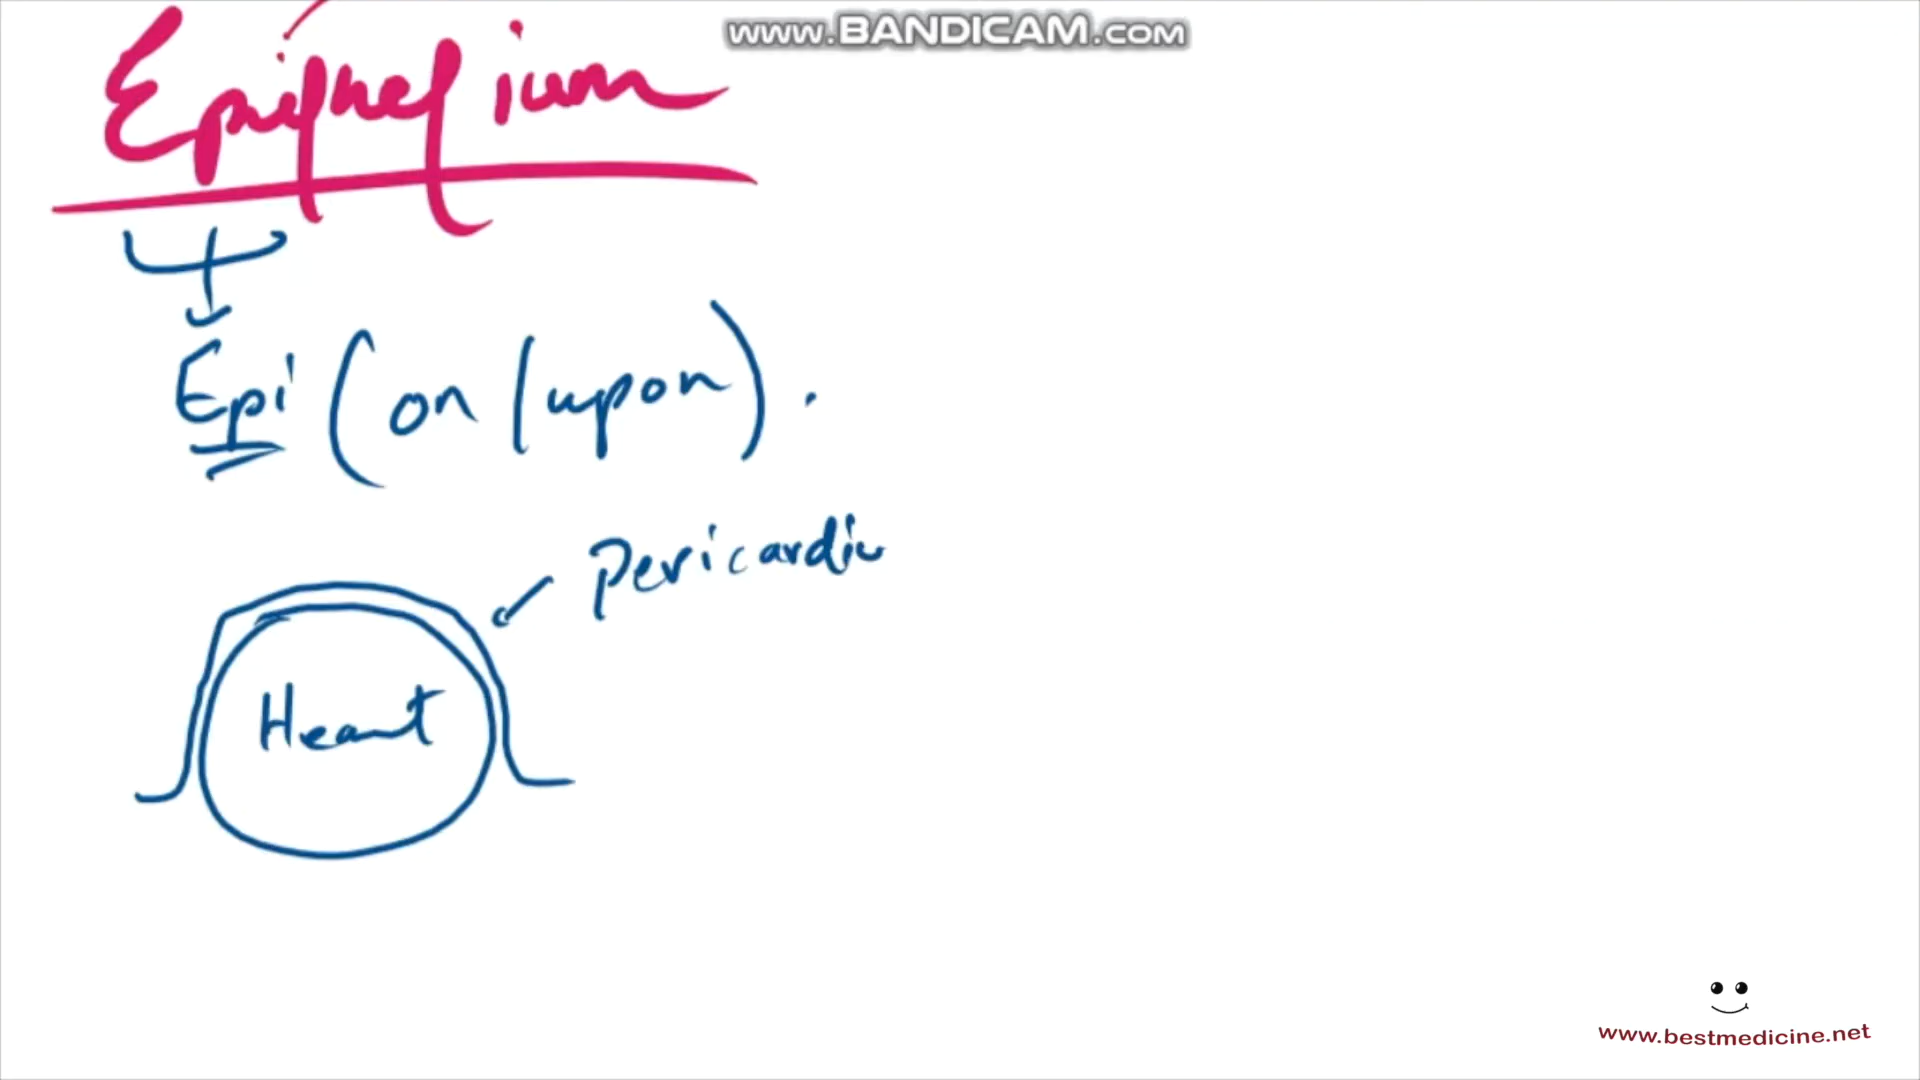 www.BANDICAM.com
Epithelium
Epi (on / upon).
Pericardiu
Heart
www.bestmedicine.net